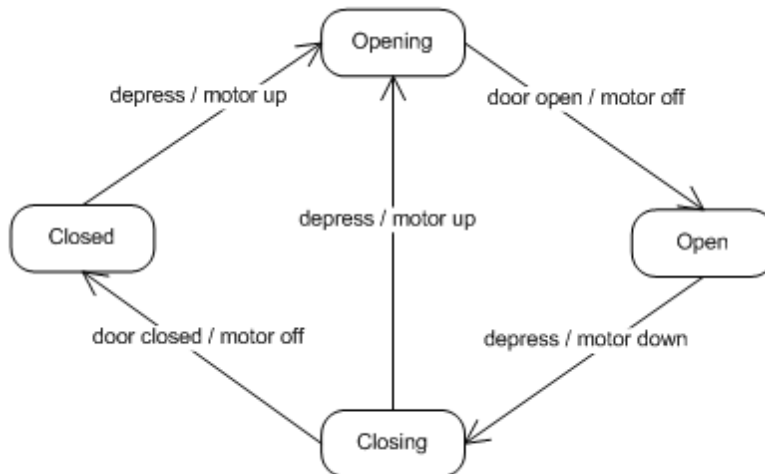 Opening
depress / motor up
door open / motor off
depress / motor up
Closed
Open
door closed / motor off
depress / motor down
Closing